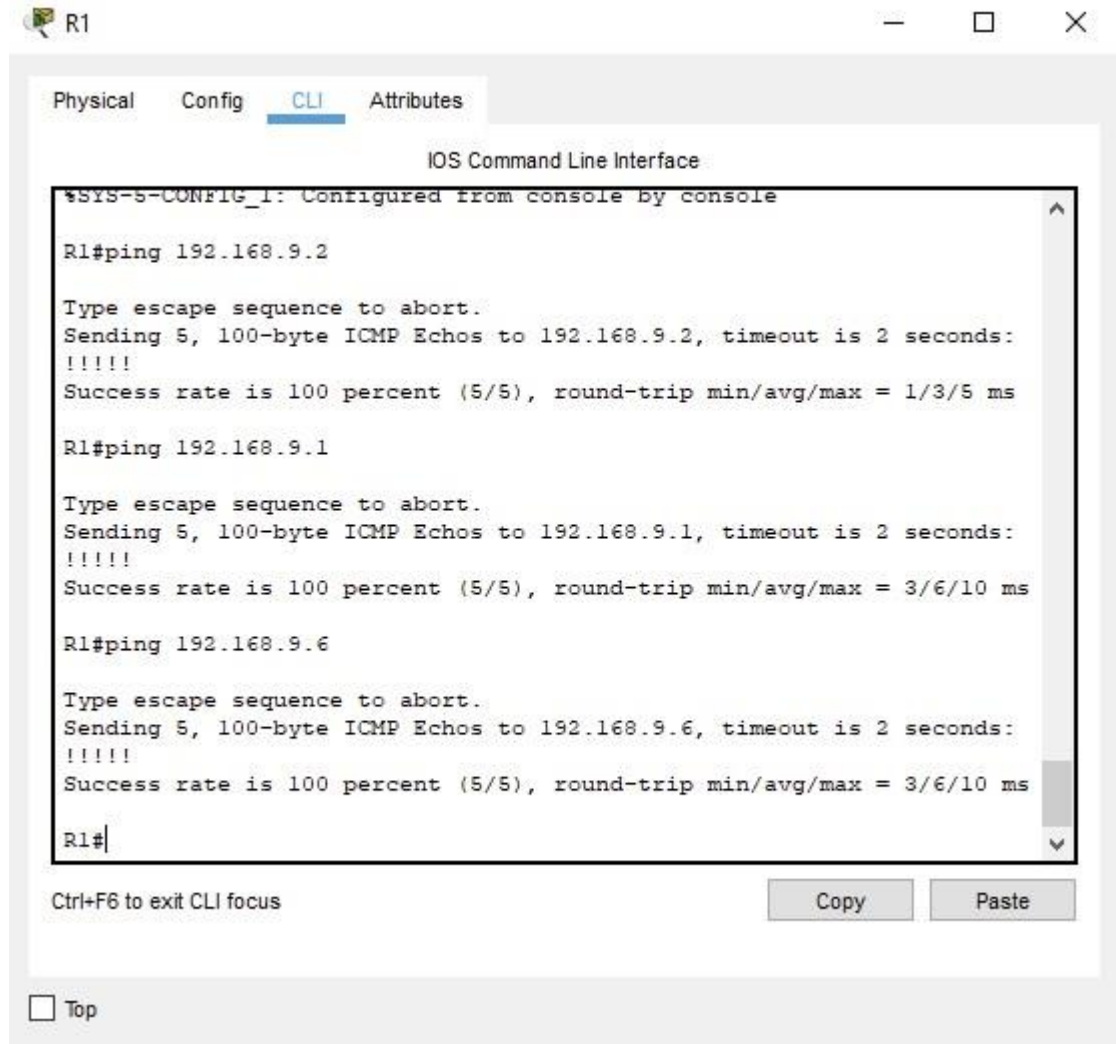 R1
Physical Config CLI Attributes
IOS Command Line Interface
%SYS-5-CONFIG_I: Configured from console by console
R1#ping 192.168.9.2
Type escape sequence to abort.
Sending 5, 100-byte ICMP Echos to 192.168.9.2, timeout is 2 seconds:
!!!!!
Success rate is 100 percent (5/5), round-trip min/avg/max = 1/3/5 ms
R1#ping 192.168.9.1
Type escape sequence to abort.
Sending 5, 100-byte ICMP Echos to 192.168.9.1, timeout is 2 seconds:
!!!!!
Success rate is 100 percent (5/5), round-trip min/avg/max = 3/6/10 ms
R1#ping 192.168.9.6
Type escape sequence to abort.
Sending 5, 100-byte ICMP Echos to 192.168.9.6, timeout is 2 seconds:
!!!!!
Success rate is 100 percent (5/5), round-trip min/avg/max = 3/6/10 ms
R1#
Ctrl+F6 to exit CLI focus
Copy Paste
Top